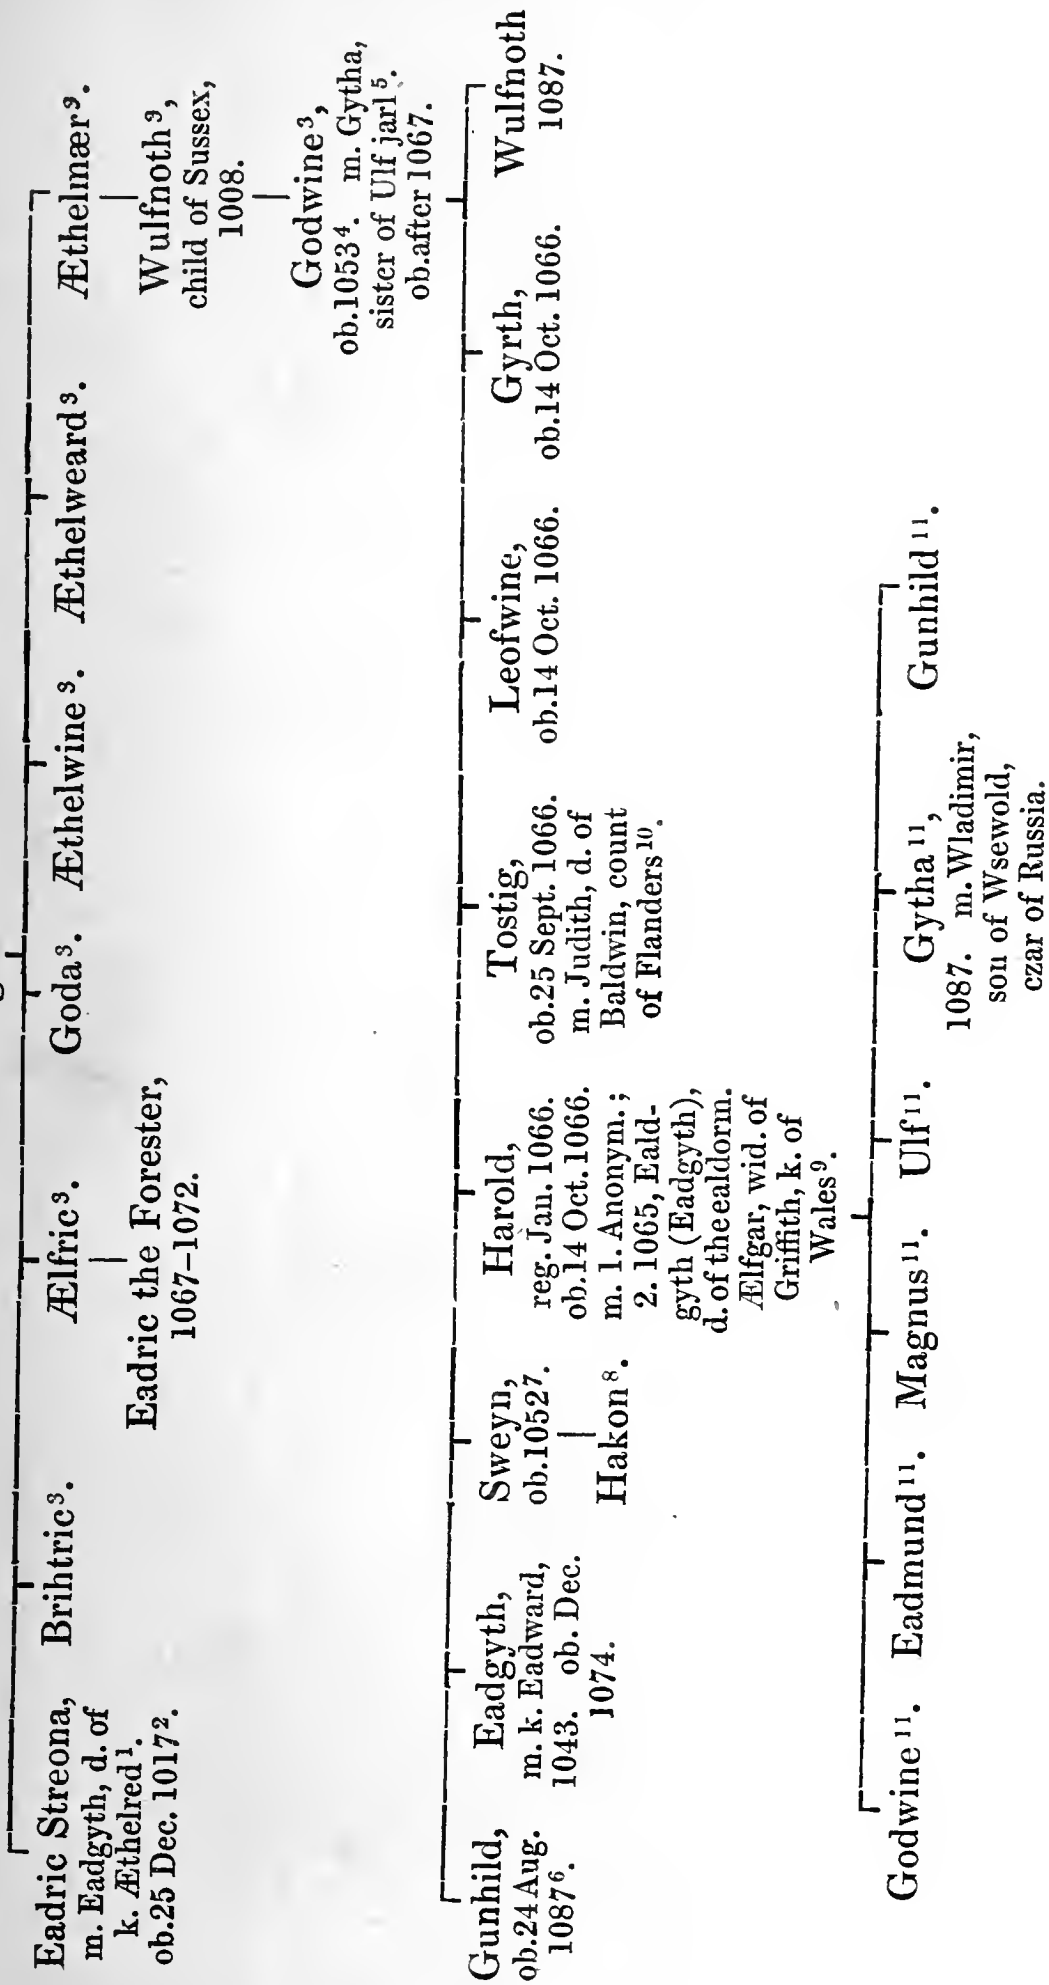 Eadric Streona,
m. Eadgyth, d. of
k. Æthelred¹.
ob.25 Dec. 1017².
Brihtric³.
Ælfric³.
Eadric the Forester,
1067–1072.
Goda³.
Æthelwine³.
Æthelweard³.
Æthelmær⁹.
Wulfnoth⁹,
child of Sussex,
1008.
Godwine³,
ob.1053⁴. m. Gytha,
sister of Ulf jarl⁵.
ob.after 1067.
Gunhild,
ob.24 Aug.
1087⁶.
Eadgyth,
m. k. Eadward,
1043. ob. Dec.
1074.
Sweyn,
ob.1052⁷.
Hakon⁸.
Harold,
reg. Jan. 1066.
ob.14 Oct. 1066.
m. 1. Anonym.;
2. 1065, Eald-
gyth (Eadgyth),
d. of the ealdorm.
Ælfgar, wid. of
Griffith, k. of
Wales⁹.
Tostig,
ob.25 Sept. 1066.
m. Judith, d. of
Baldwin, count
of Flanders¹⁰.
Leofwine,
ob.14 Oct. 1066.
Gyrth,
ob.14 Oct. 1066.
Wulfnoth
1087.
Godwine¹¹.
Eadmund¹¹.
Magnus¹¹.
Ulf¹¹.
Gytha¹¹,
1087. m. Wladimir,
son of Wsewold,
czar of Russia.
Gunhild¹¹.